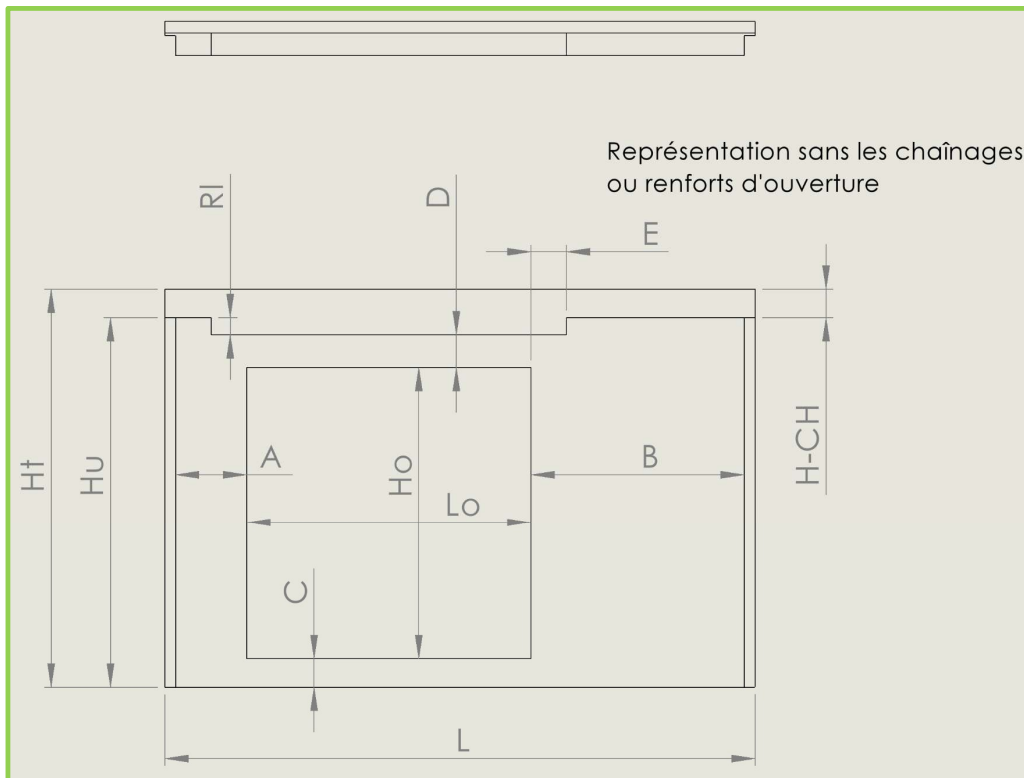 Représentation sans les chaînages
ou renforts d'ouverture
RI
D
E
Ht
Hu
A
Ho
Lo
B
H-CH
C
L